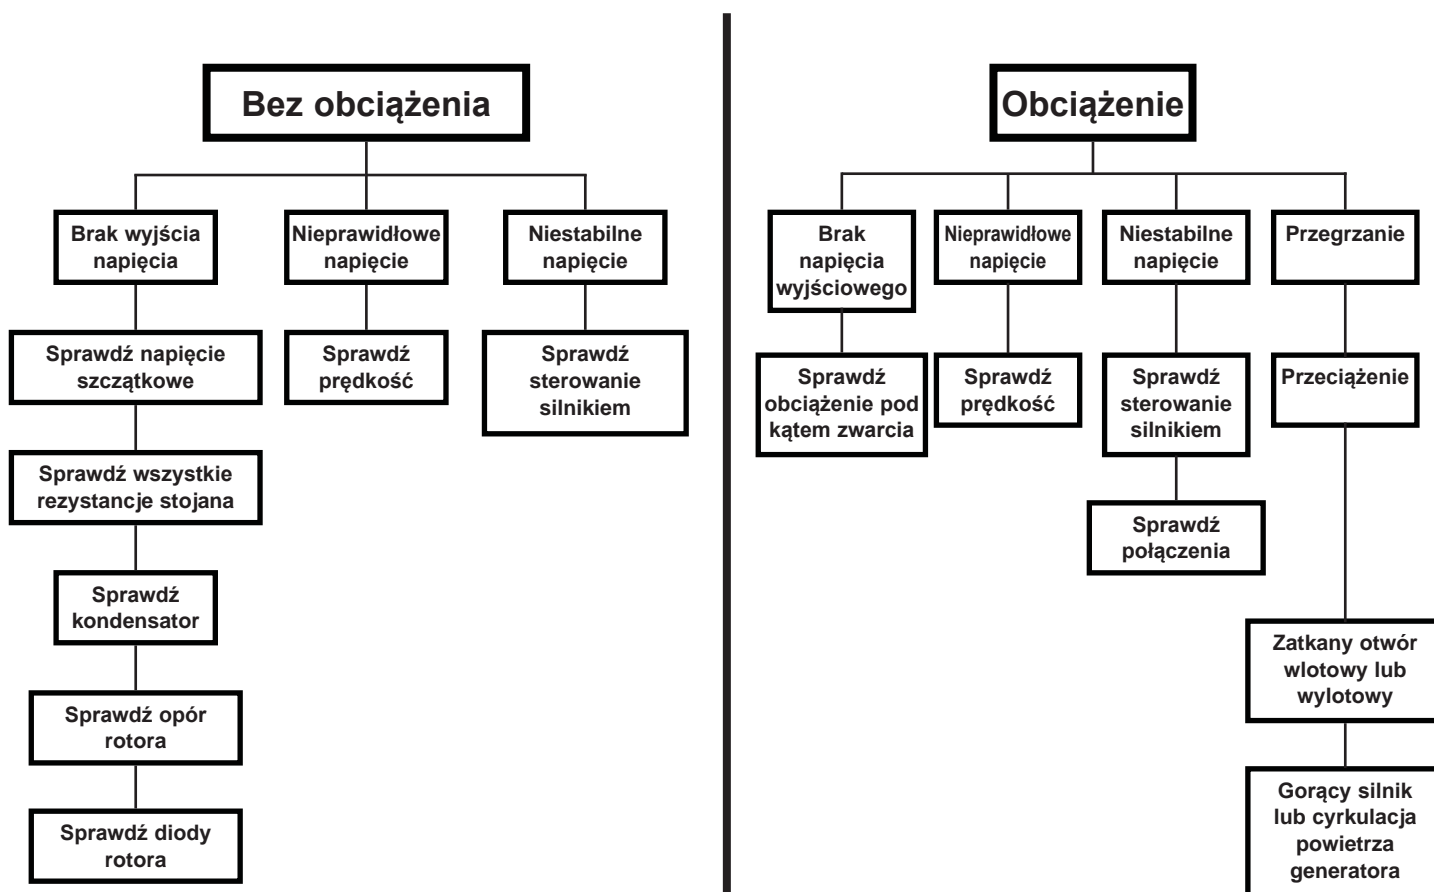 Bez obciążenia
Brak wyjścia
napięcia
Sprawdź napięcie
szczątkowe
Sprawdź wszystkie
rezystancje stojana
Sprawdź
kondensator
Sprawdź opór
rotora
Sprawdź diody
rotora
Nieprawidłowe
napięcie
Sprawdź
prędkość
Niestabilne
napięcie
Sprawdź
sterowanie
silnikiem
Obciążenie
Brak
napięcia
wyjściowego
Sprawdź
obciążenie pod
kątem zwarcia
Nieprawidłowe
napięcie
Sprawdź
prędkość
Niestabilne
napięcie
Sprawdź
sterowanie
silnikiem
Sprawdź
połączenia
Przegrzanie
Przeciążenie
Zatkany otwór
wlotowy lub
wylotowy
Gorący silnik
lub cyrkulacja
powietrza
generatora